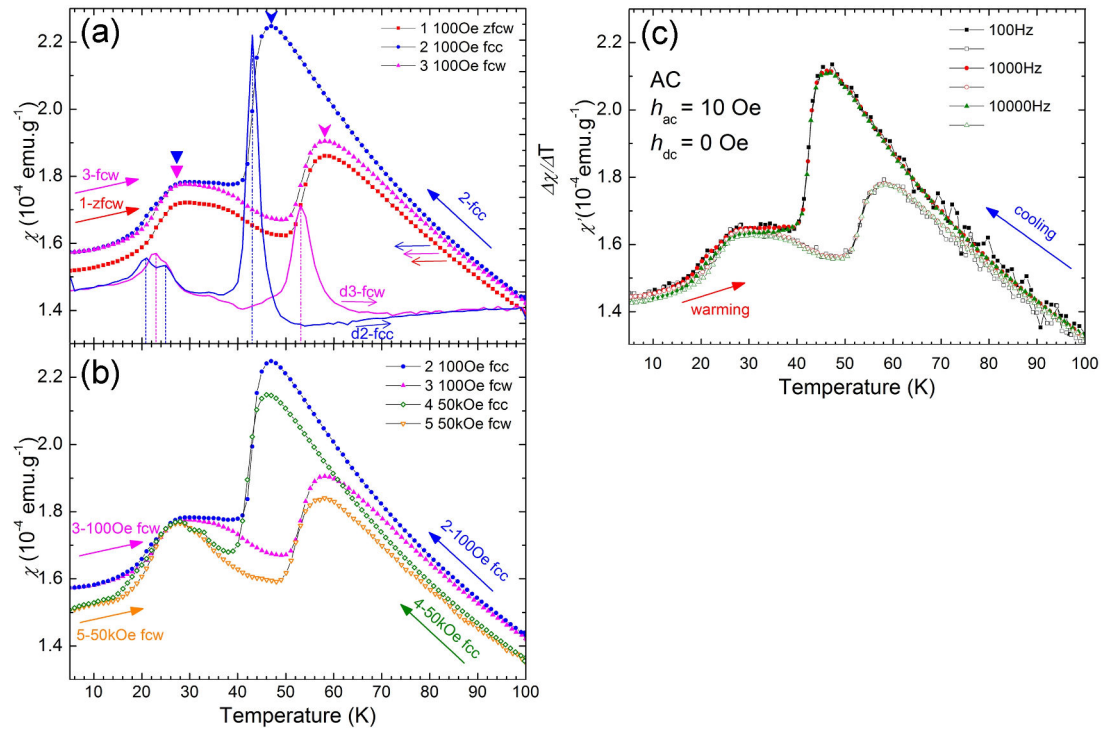 (a)
1 100Oe zfcw
2 100Oe fcc
3 100Oe fcw
2.2
2.0
1.8
1.6
1.4
χ (10⁻⁴ emu.g⁻¹)
3-fcw
1-zfcw
2-fcc
d3-fcw
d2-fcc
Δχ/ΔT
(b)
2 100Oe fcc
3 100Oe fcw
4 50kOe fcc
5 50kOe fcw
2.2
2.0
1.8
1.6
1.4
χ (10⁻⁴ emu.g⁻¹)
3-100Oe fcw
5-50kOe fcw
2-100Oe fcc
4-50kOe fcc
10 20 30 40 50 60 70 80 90 100
Temperature (K)
(c)
100Hz
1000Hz
10000Hz
AC
hac = 10 Oe
hdc = 0 Oe
2.2
2.0
1.8
1.6
1.4
χ' (10⁻⁴ emu.g⁻¹)
cooling
warming
10 20 30 40 50 60 70 80 90 100
Temperature (K)